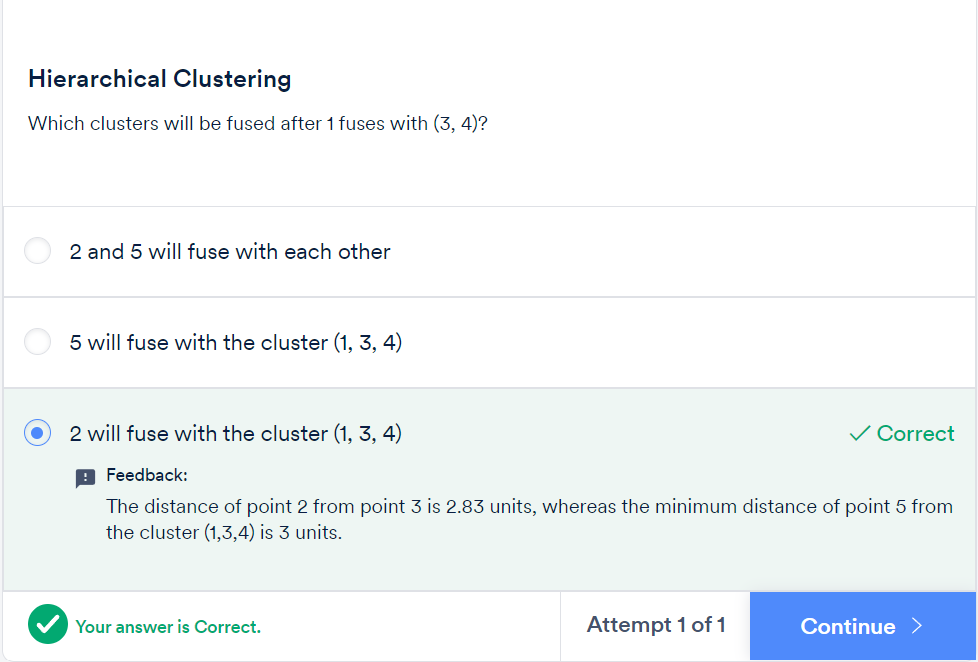 Hierarchical Clustering
Which clusters will be fused after 1 fuses with (3, 4)?
2 and 5 will fuse with each other
5 will fuse with the cluster (1, 3, 4)
2 will fuse with the cluster (1, 3, 4)
Correct
Feedback:
The distance of point 2 from point 3 is 2.83 units, whereas the minimum distance of point 5 from
the cluster (1,3,4) is 3 units.
Your answer is Correct.
Attempt 1 of 1
Continue